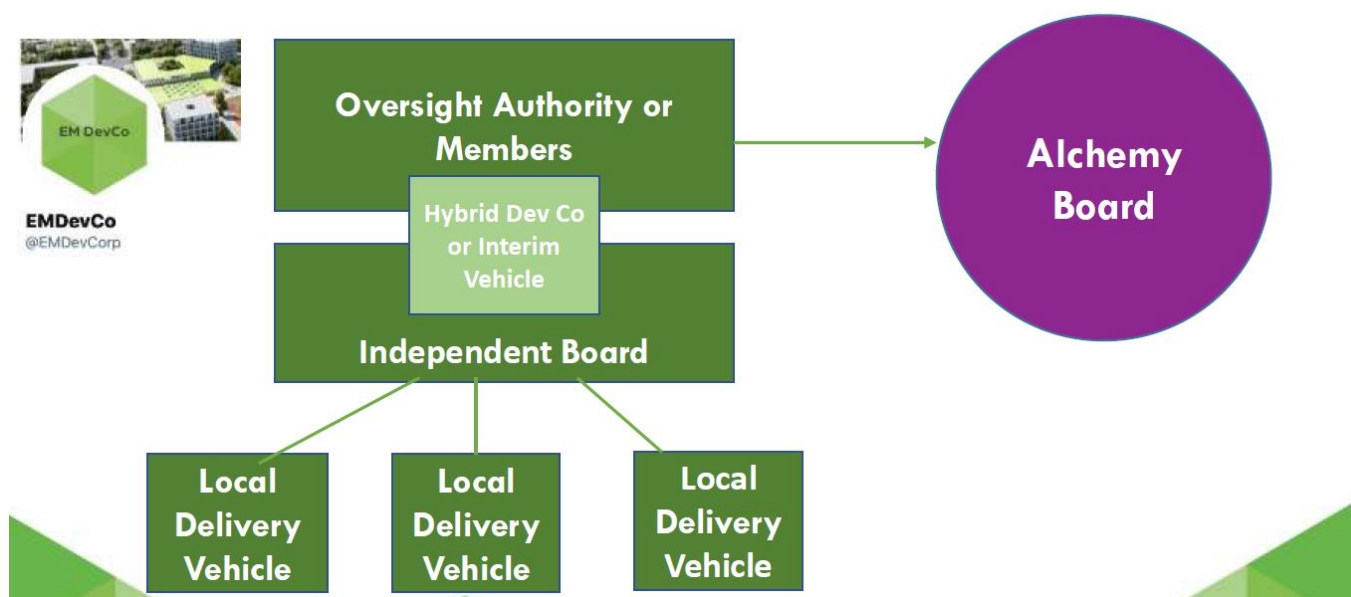 EM DevCo
EMDevCo
@EMDevCorp
Oversight Authority or
Members
Hybrid Dev Co
or Interim
Vehicle
Independent Board
Alchemy
Board
Local
Delivery
Vehicle
Local
Delivery
Vehicle
Local
Delivery
Vehicle